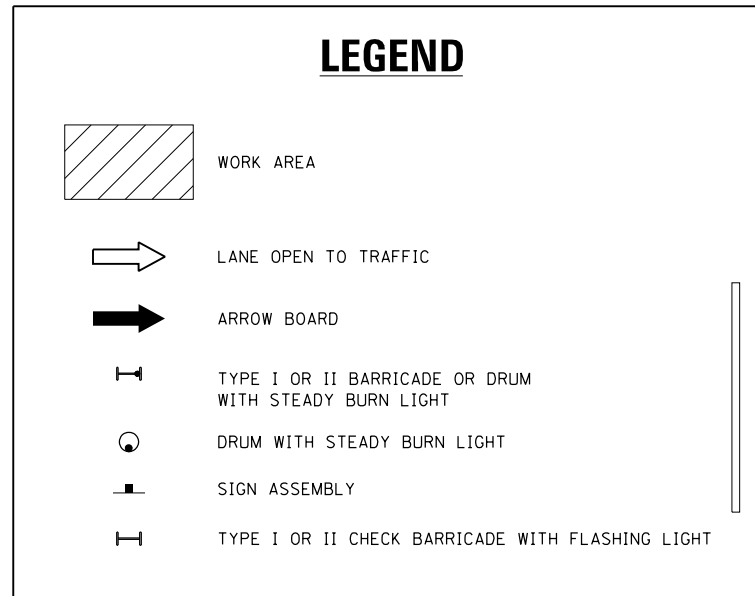 LEGEND
WORK AREA
LANE OPEN TO TRAFFIC
ARROW BOARD
TYPE I OR II BARRICADE OR DRUM
WITH STEADY BURN LIGHT
DRUM WITH STEADY BURN LIGHT
SIGN ASSEMBLY
TYPE I OR II CHECK BARRICADE WITH FLASHING LIGHT